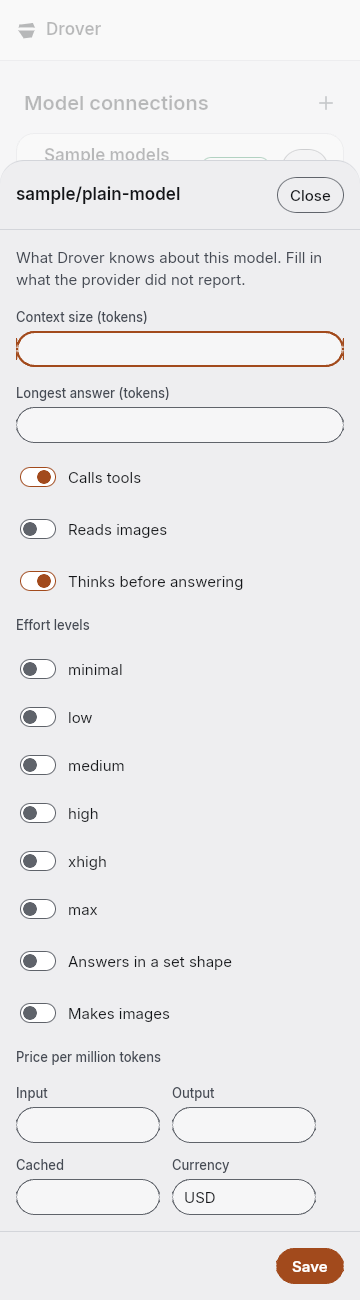 Drover
Model connections
Sample models
sample/plain-model
Close
What Drover knows about this model. Fill in
what the provider did not report.
Context size (tokens)
Longest answer (tokens)
Calls tools
Reads images
Thinks before answering
Effort levels
minimal
low
medium
high
xhigh
max
Answers in a set shape
Makes images
Price per million tokens
Input
Output
Cached
Currency
USD
Save